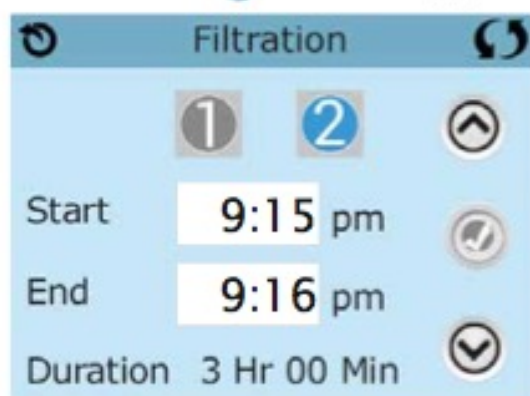 Filtration
1 2
Start 9:15 pm
End 9:16 pm
Duration 3 Hr 00 Min